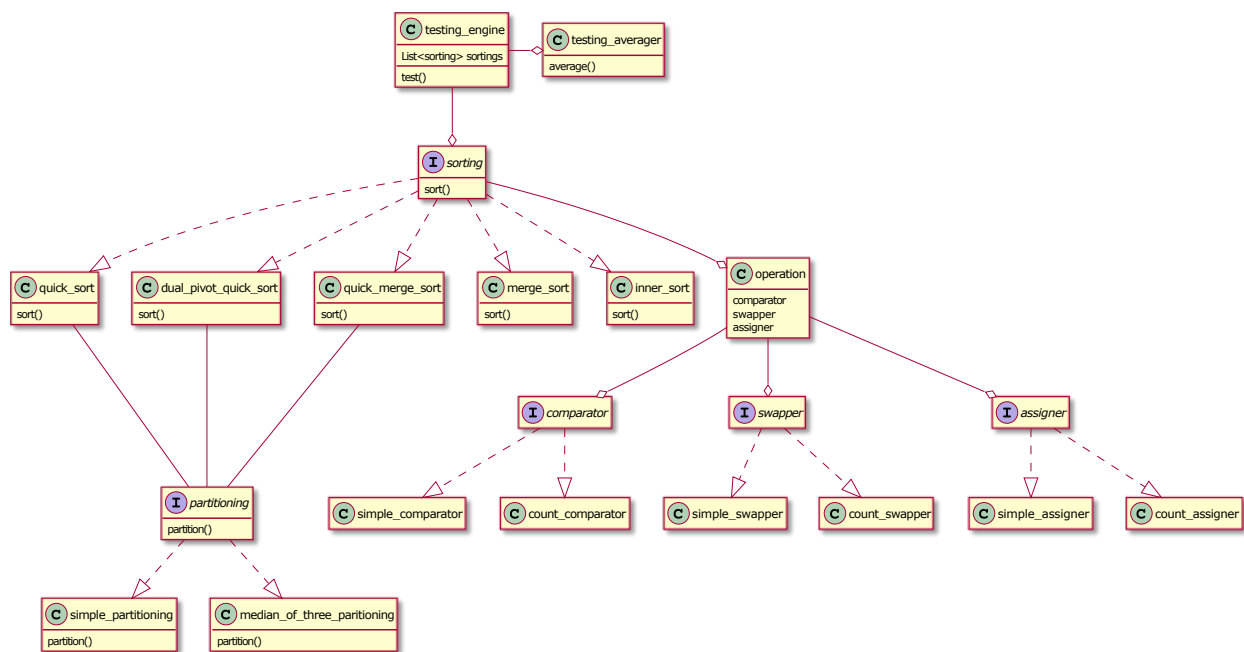 C testing_engine
List<sorting> sortings
test()
C testing_averager
average()
I sorting
sort()
C quick_sort
sort()
C dual_pivot_quick_sort
sort()
C quick_merge_sort
sort()
C merge_sort
sort()
C inner_sort
sort()
C operation
comparator
swapper
assigner
I comparator
I swapper
I assigner
I partitioning
partition()
C simple_comparator
C count_comparator
C simple_swapper
C count_swapper
C simple_assigner
C count_assigner
C simple_partitioning
partition()
C median_of_three_paritioning
partition()